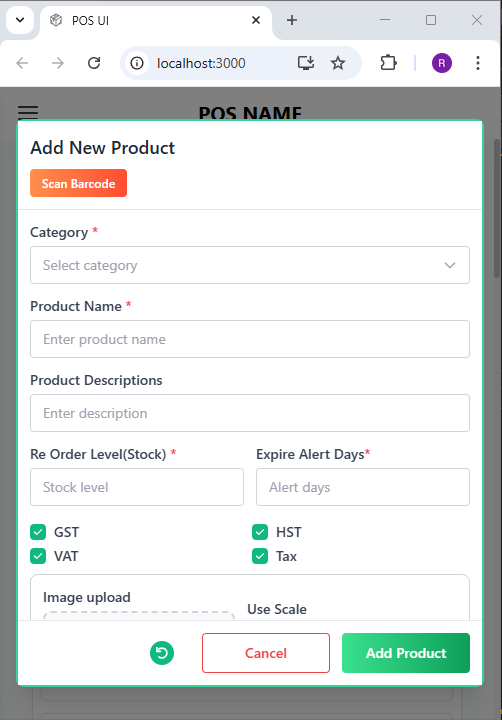 POS UI
localhost:3000
R
POS NAME
Add New Product
Scan Barcode
Category *
Select category
Product Name *
Enter product name
Product Descriptions
Enter description
Re Order Level(Stock) * Expire Alert Days*
Stock level Alert days
GST HST
VAT Tax
Image upload
Use Scale
Cancel Add Product